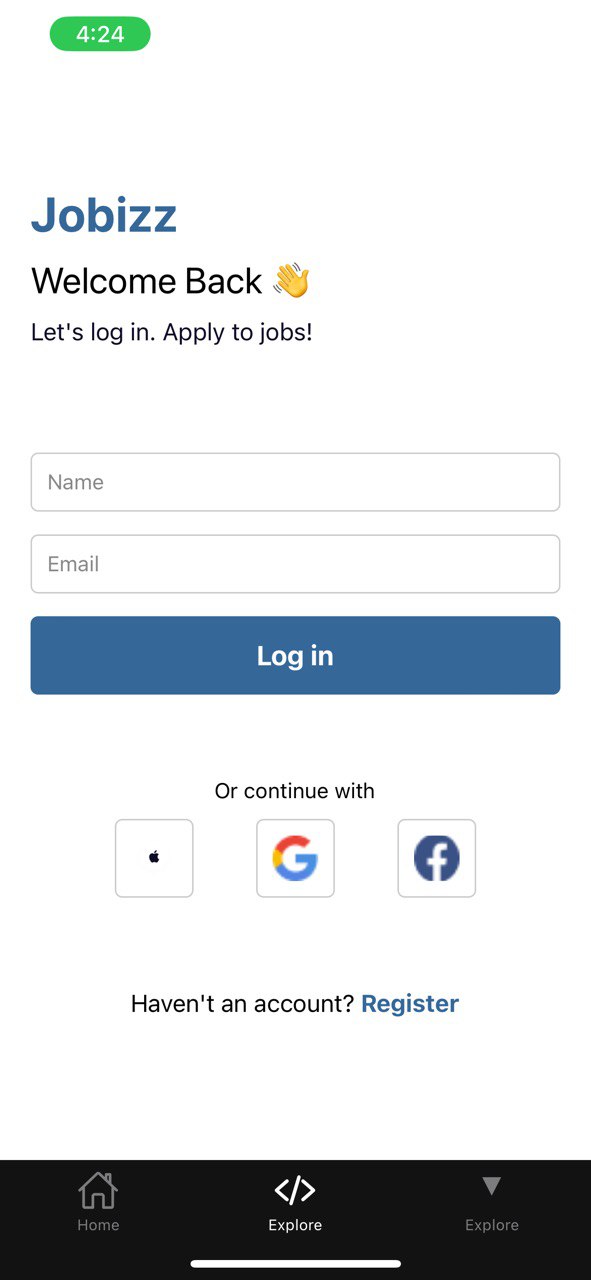 4:24
Jobizz
Welcome Back 👋
Let's log in. Apply to jobs!
Name
Email
Log in
Or continue with
Haven't an account? Register
Home
Explore
Explore